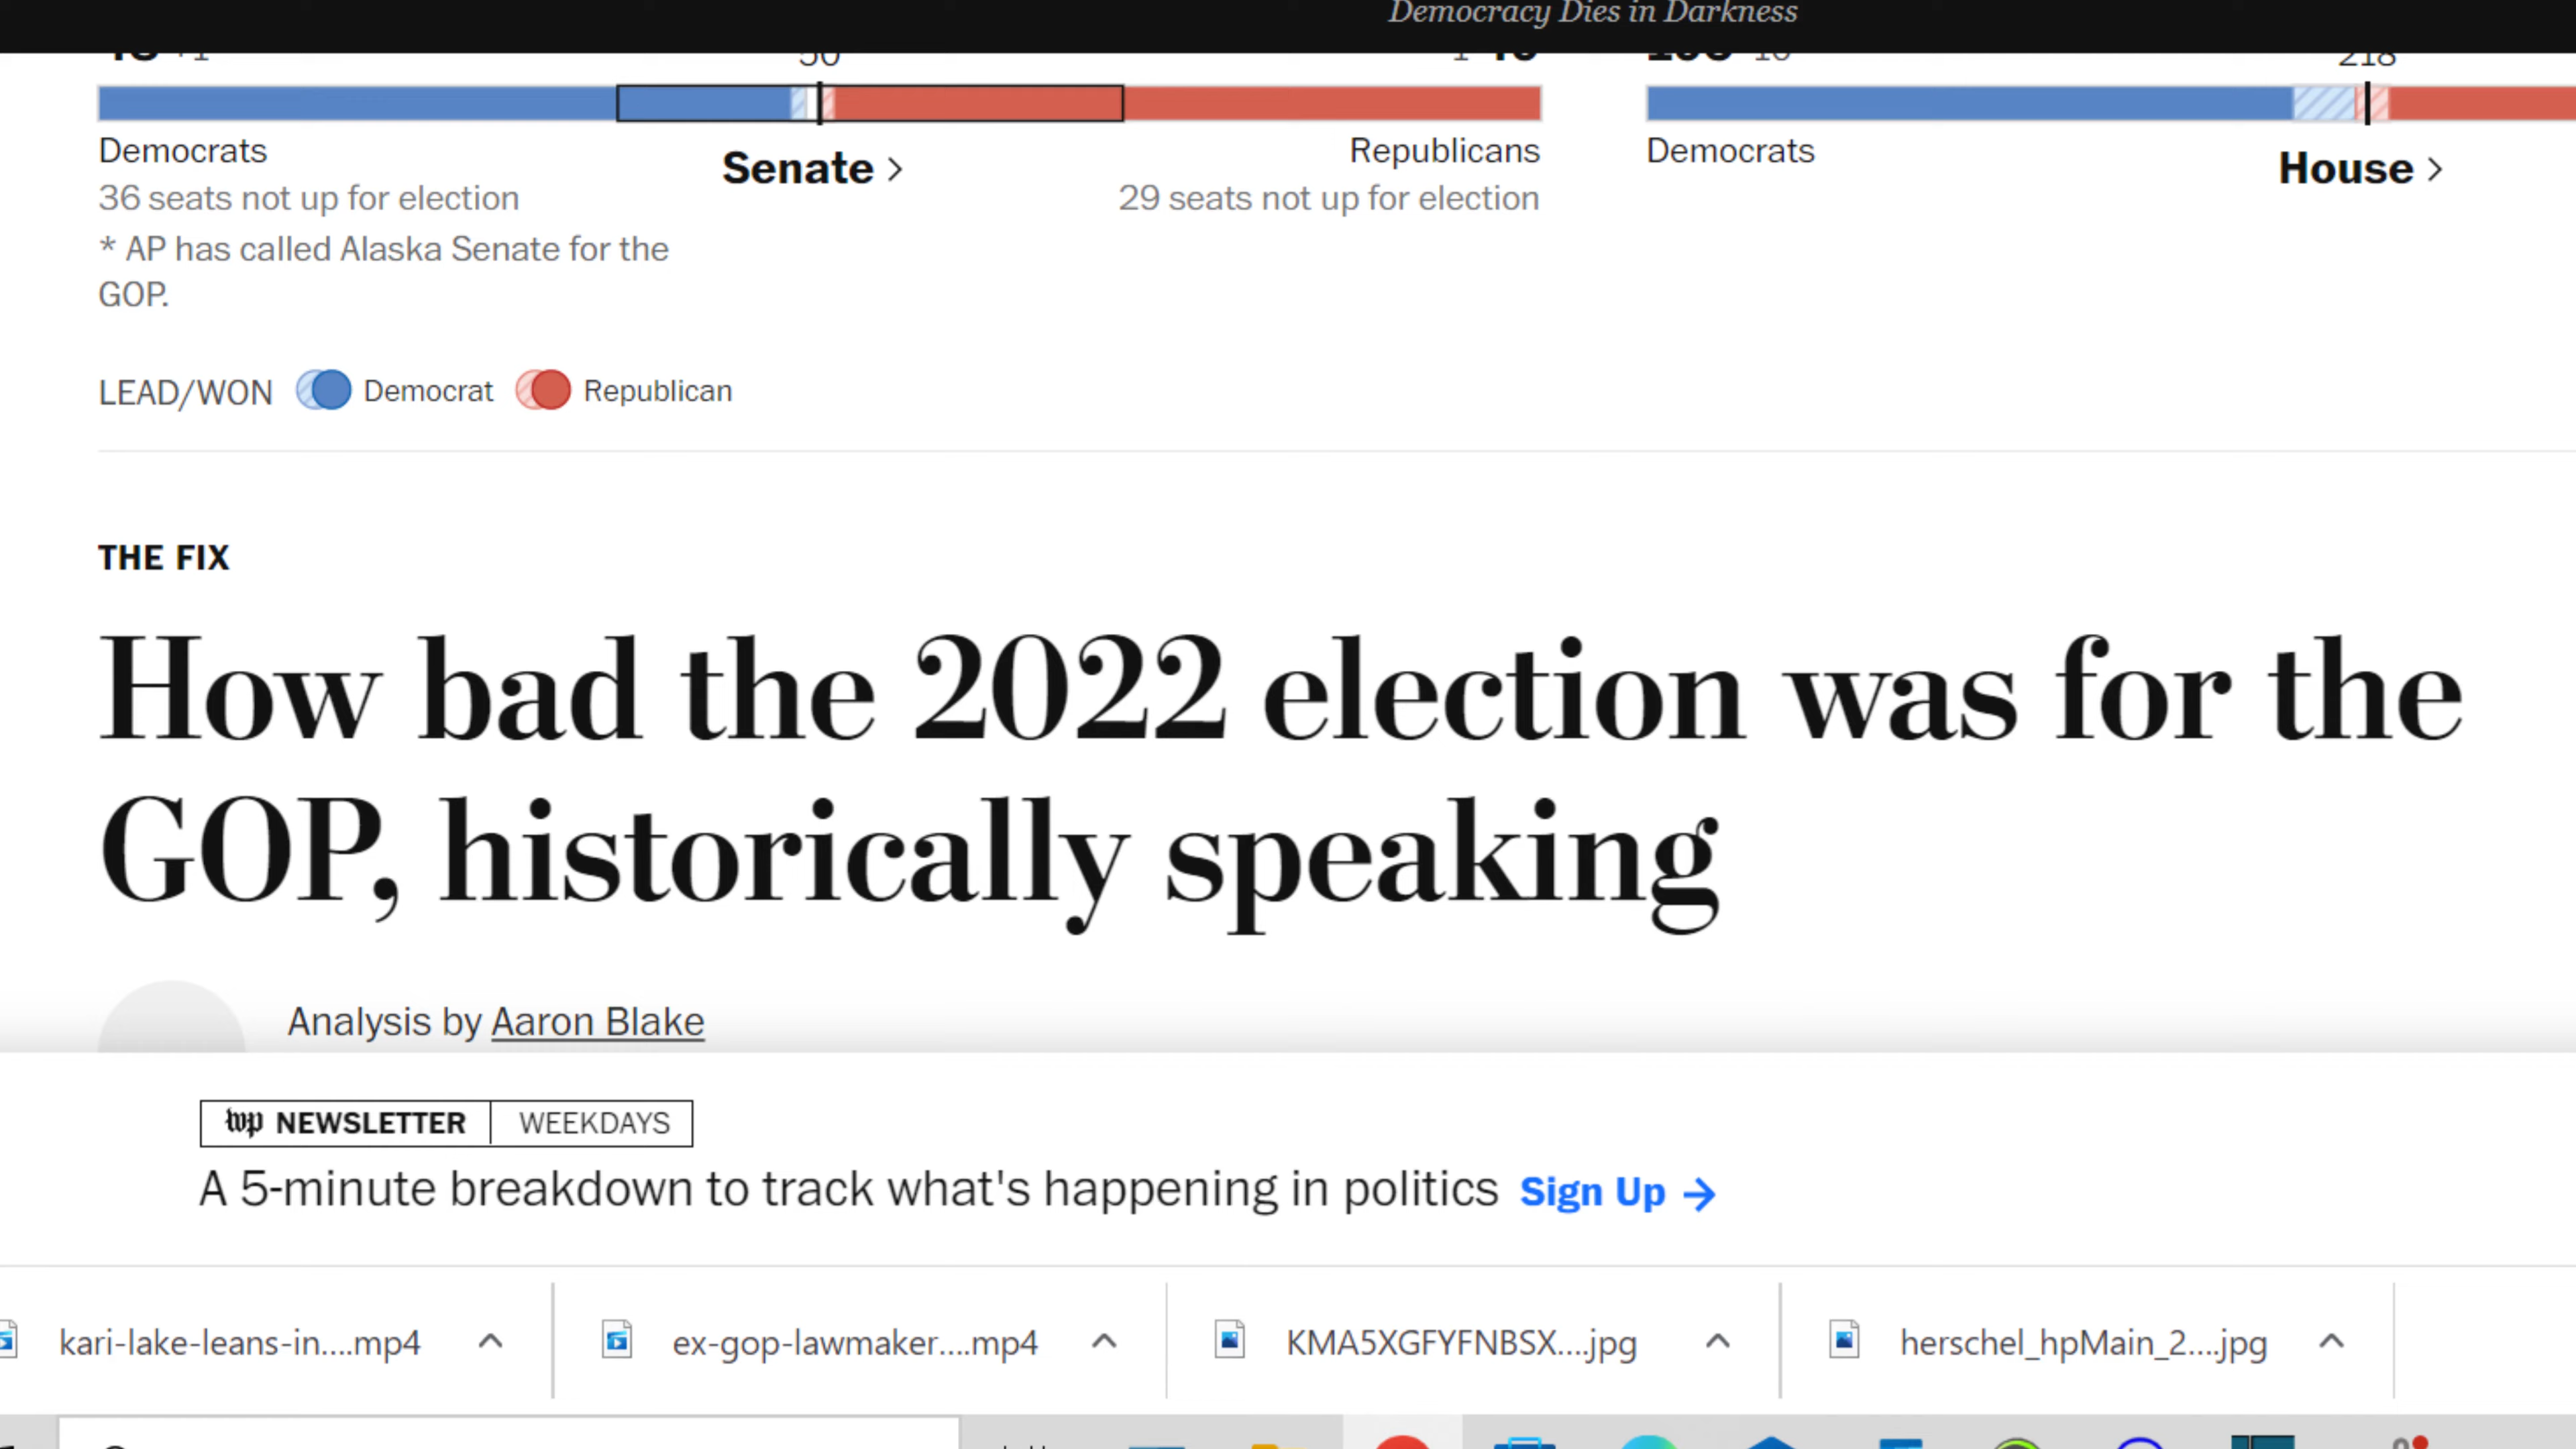 Democracy Dies in Darkness
+1 50
218
Democrats Republicans Democrats
Senate > House >
36 seats not up for election 29 seats not up for election
* AP has called Alaska Senate for the
GOP.
LEAD/WON Democrat Republican
THE FIX
How bad the 2022 election was for the
GOP, historically speaking
Analysis by Aaron Blake
wp NEWSLETTER WEEKDAYS
A 5-minute breakdown to track what's happening in politics Sign Up →
kari-lake-leans-in....mp4 ex-gop-lawmaker....mp4 KMA5XGFYFNBSX....jpg herschel_hpMain_2....jpg